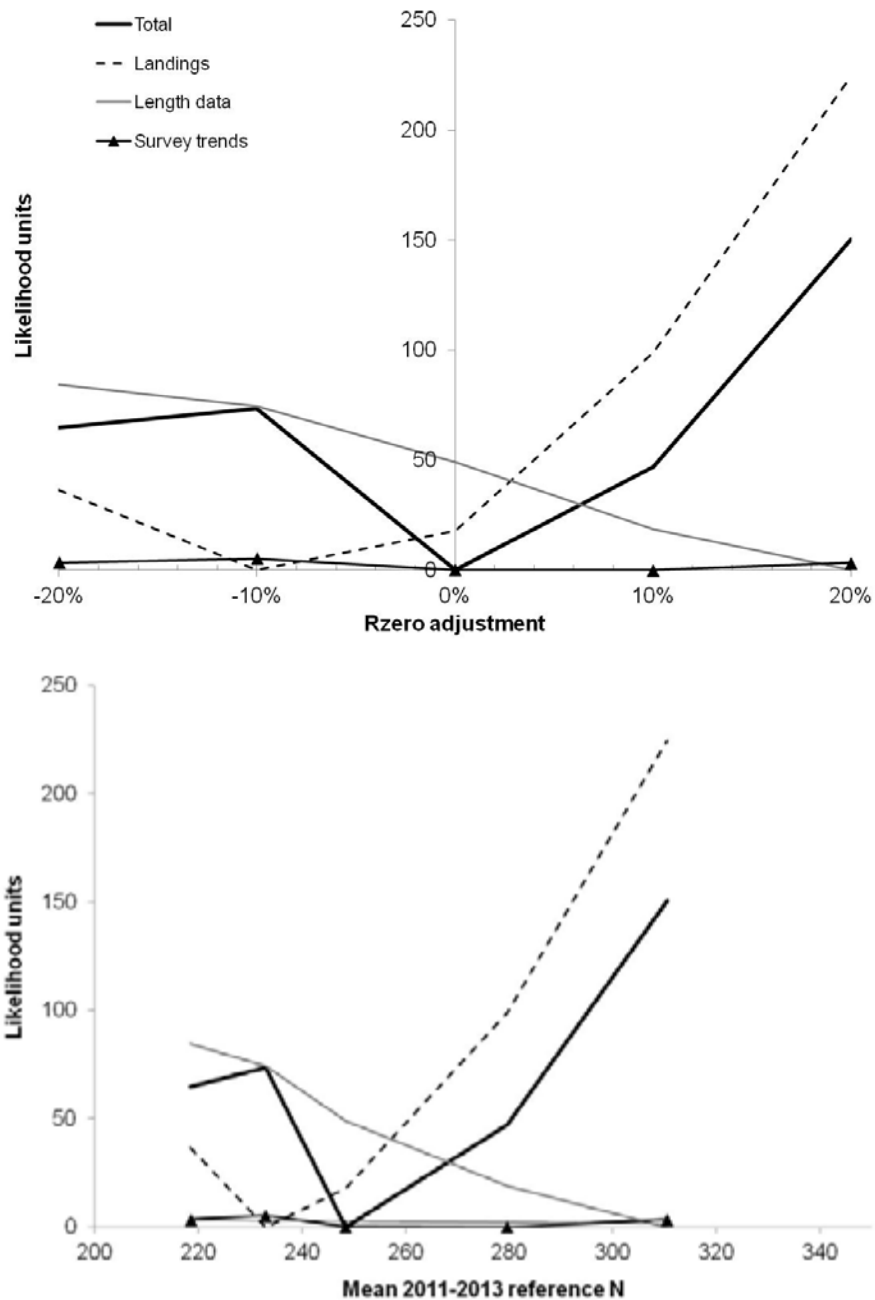 Total
Landings
Length data
Survey trends
250
200
150
100
50
0
Likelihood units
-20% -10% 0% 10% 20%
Rzero adjustment
250
200
150
100
50
0
Likelihood units
200 220 240 260 280 300 320 340
Mean 2011-2013 reference N